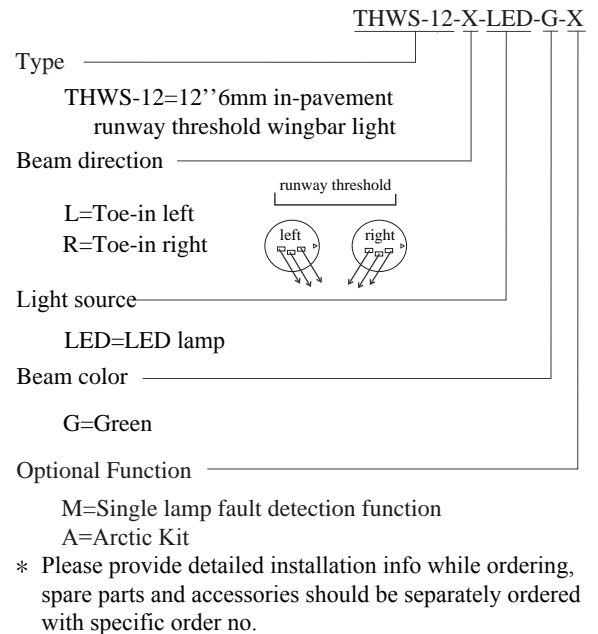 THWS-12-X-LED-G-X
Type
THWS-12=12’’6mm in-pavement
runway threshold wingbar light
Beam direction
runway threshold
L=Toe-in left
R=Toe-in right
left
right
Light source
LED=LED lamp
Beam color
G=Green
Optional Function
M=Single lamp fault detection function
A=Arctic Kit
* Please provide detailed installation info while ordering,
spare parts and accessories should be separately ordered
with specific order no.